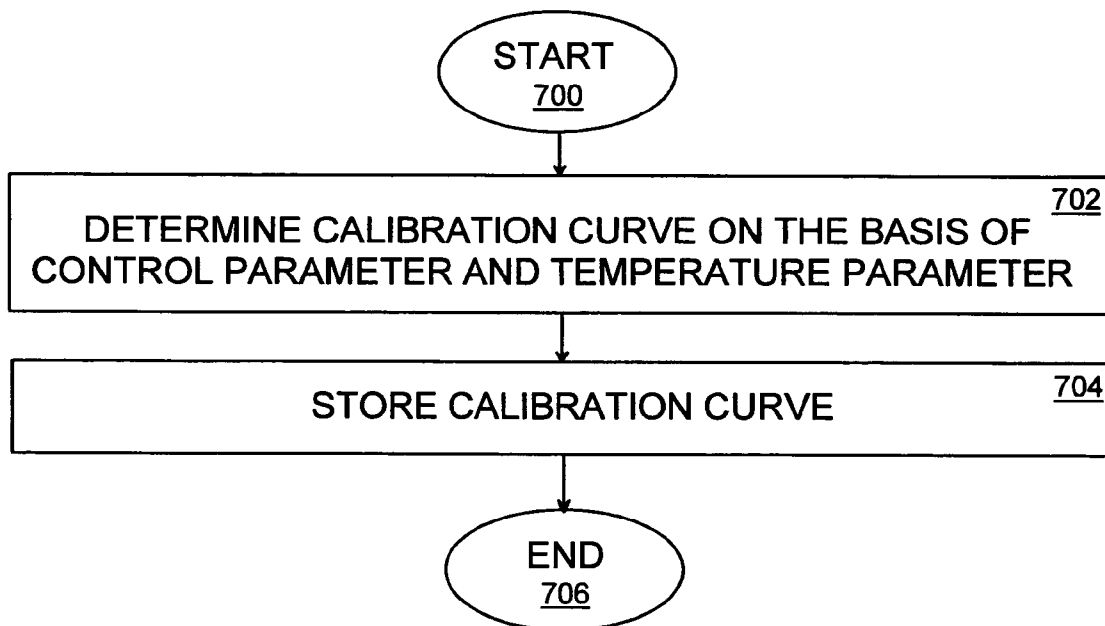 START
700
702
DETERMINE CALIBRATION CURVE ON THE BASIS OF
CONTROL PARAMETER AND TEMPERATURE PARAMETER
704
STORE CALIBRATION CURVE
END
706